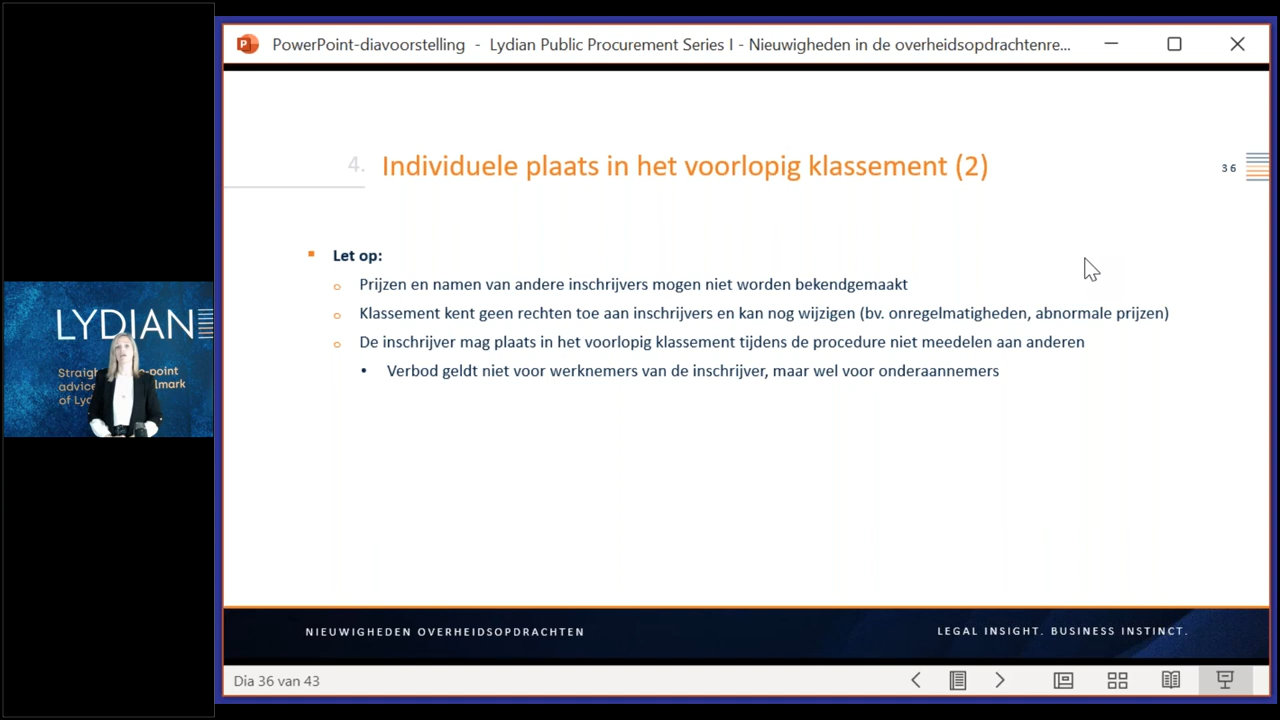 PowerPoint-diavoorstelling - Lydian Public Procurement Series I - Nieuwigheden in de overheidsopdrachtenre...
4. Individuele plaats in het voorlopig klassement (2)
36
Let op:
Prijzen en namen van andere inschrijvers mogen niet worden bekendgemaakt
Klassement kent geen rechten toe aan inschrijvers en kan nog wijzigen (bv. onregelmatigheden, abnormale prijzen)
De inschrijver mag plaats in het voorlopig klassement tijdens de procedure niet meedelen aan anderen
Verbod geldt niet voor werknemers van de inschrijver, maar wel voor onderaannemers
LYDIAN
NIEUWIGHEDEN OVERHEIDSOPDRACHTEN
LEGAL INSIGHT. BUSINESS INSTINCT.
Dia 36 van 43